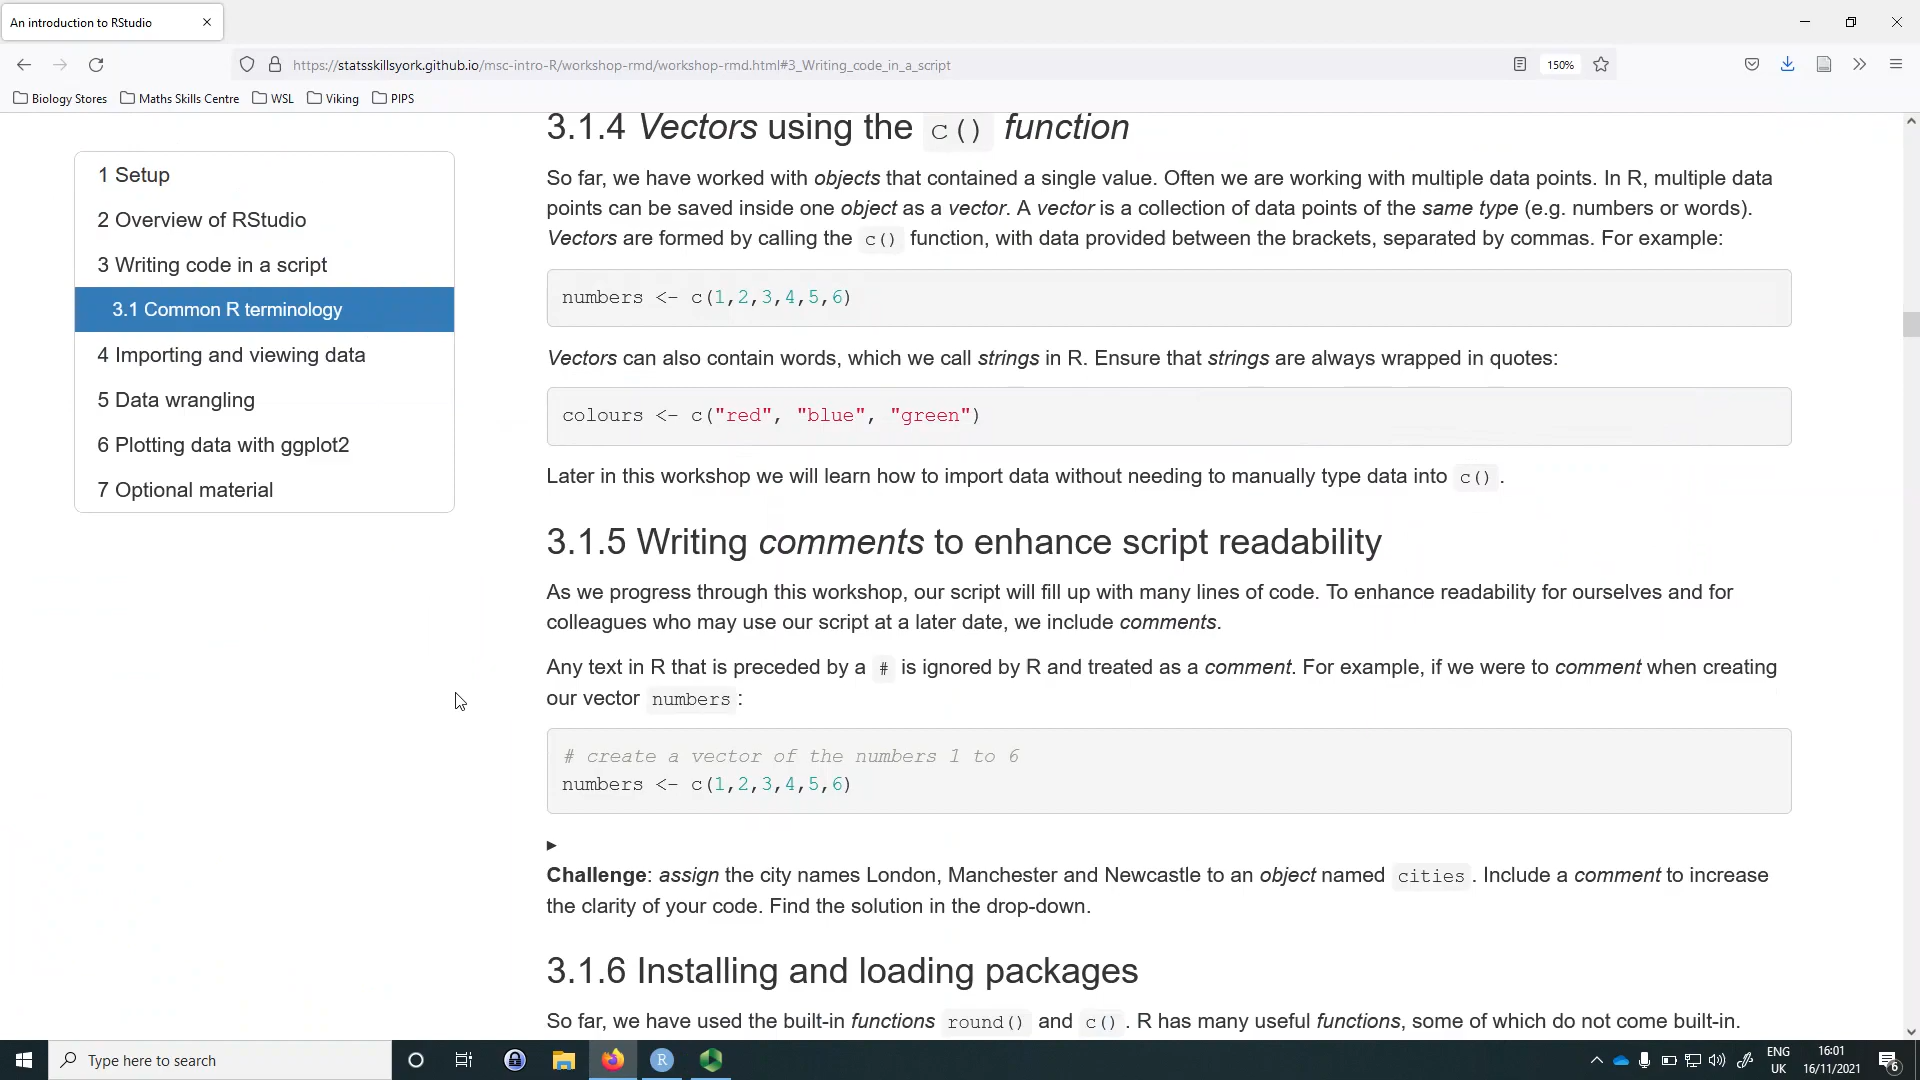 An introduction to RStudio
https://statsskillsyork.github.io/msc-intro-R/workshop-rmd/workshop-rmd.html#3_Writing_code_in_a_script
150%
Biology Stores Maths Skills Centre WSL Viking PIPS
1 Setup
2 Overview of RStudio
3 Writing code in a script
3.1 Common R terminology
4 Importing and viewing data
5 Data wrangling
6 Plotting data with ggplot2
7 Optional material
3.1.4 Vectors using the c() function
So far, we have worked with objects that contained a single value. Often we are working with multiple data points. In R, multiple data
points can be saved inside one object as a vector. A vector is a collection of data points of the same type (e.g. numbers or words).
Vectors are formed by calling the c() function, with data provided between the brackets, separated by commas. For example:
numbers <- c(1,2,3,4,5,6)
Vectors can also contain words, which we call strings in R. Ensure that strings are always wrapped in quotes:
colours <- c("red", "blue", "green")
Later in this workshop we will learn how to import data without needing to manually type data into c() .
3.1.5 Writing comments to enhance script readability
As we progress through this workshop, our script will fill up with many lines of code. To enhance readability for ourselves and for
colleagues who may use our script at a later date, we include comments.
Any text in R that is preceded by a # is ignored by R and treated as a comment. For example, if we were to comment when creating
our vector numbers :
# create a vector of the numbers 1 to 6
numbers <- c(1,2,3,4,5,6)
Challenge: assign the city names London, Manchester and Newcastle to an object named cities . Include a comment to increase
the clarity of your code. Find the solution in the drop-down.
3.1.6 Installing and loading packages
So far, we have used the built-in functions round() and c() . R has many useful functions, some of which do not come built-in.
Type here to search
R
ENG
UK
16:01
16/11/2021
6